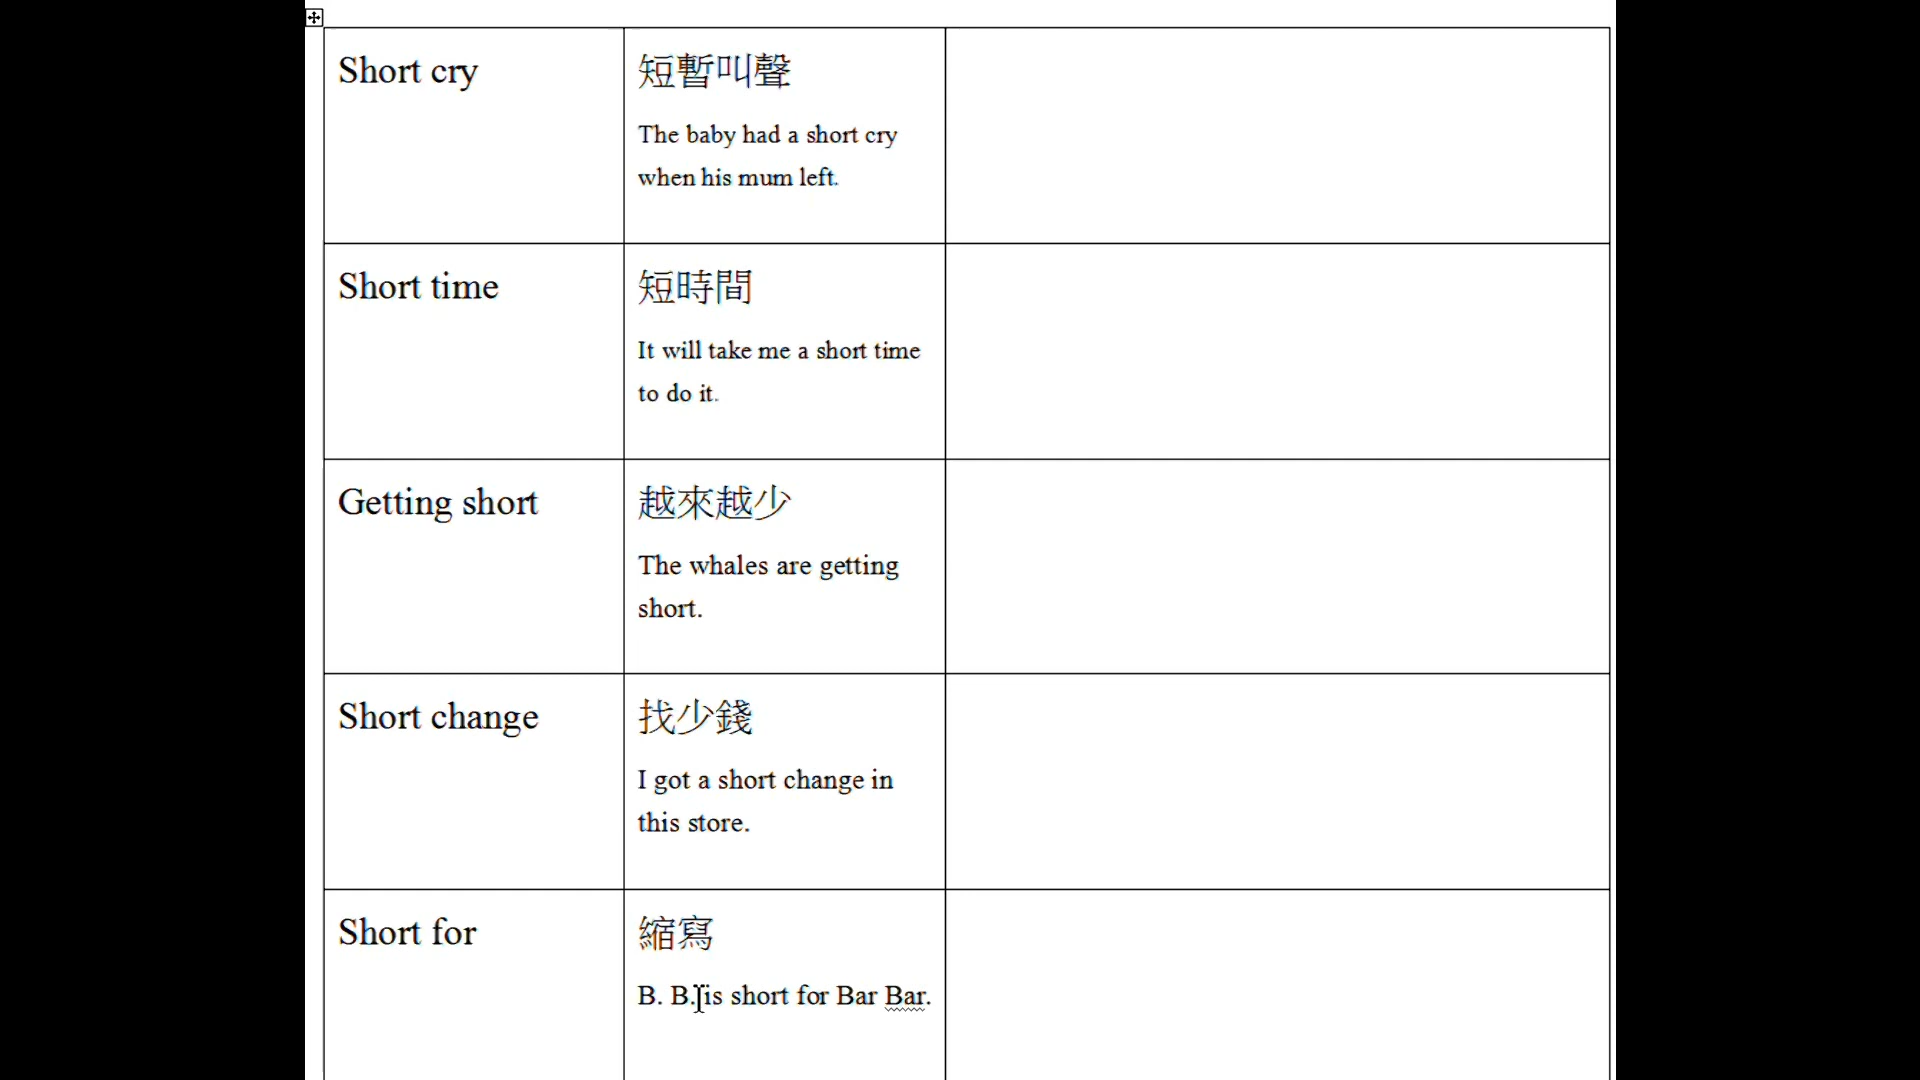 Short cry
短暫叫聲
The baby had a short cry
when his mum left.
Short time
短時間
It will take me a short time
to do it.
Getting short
越來越少
The whales are getting
short.
Short change
找少錢
I got a short change in
this store.
Short for
縮寫
B. B. is short for Bar Bar.